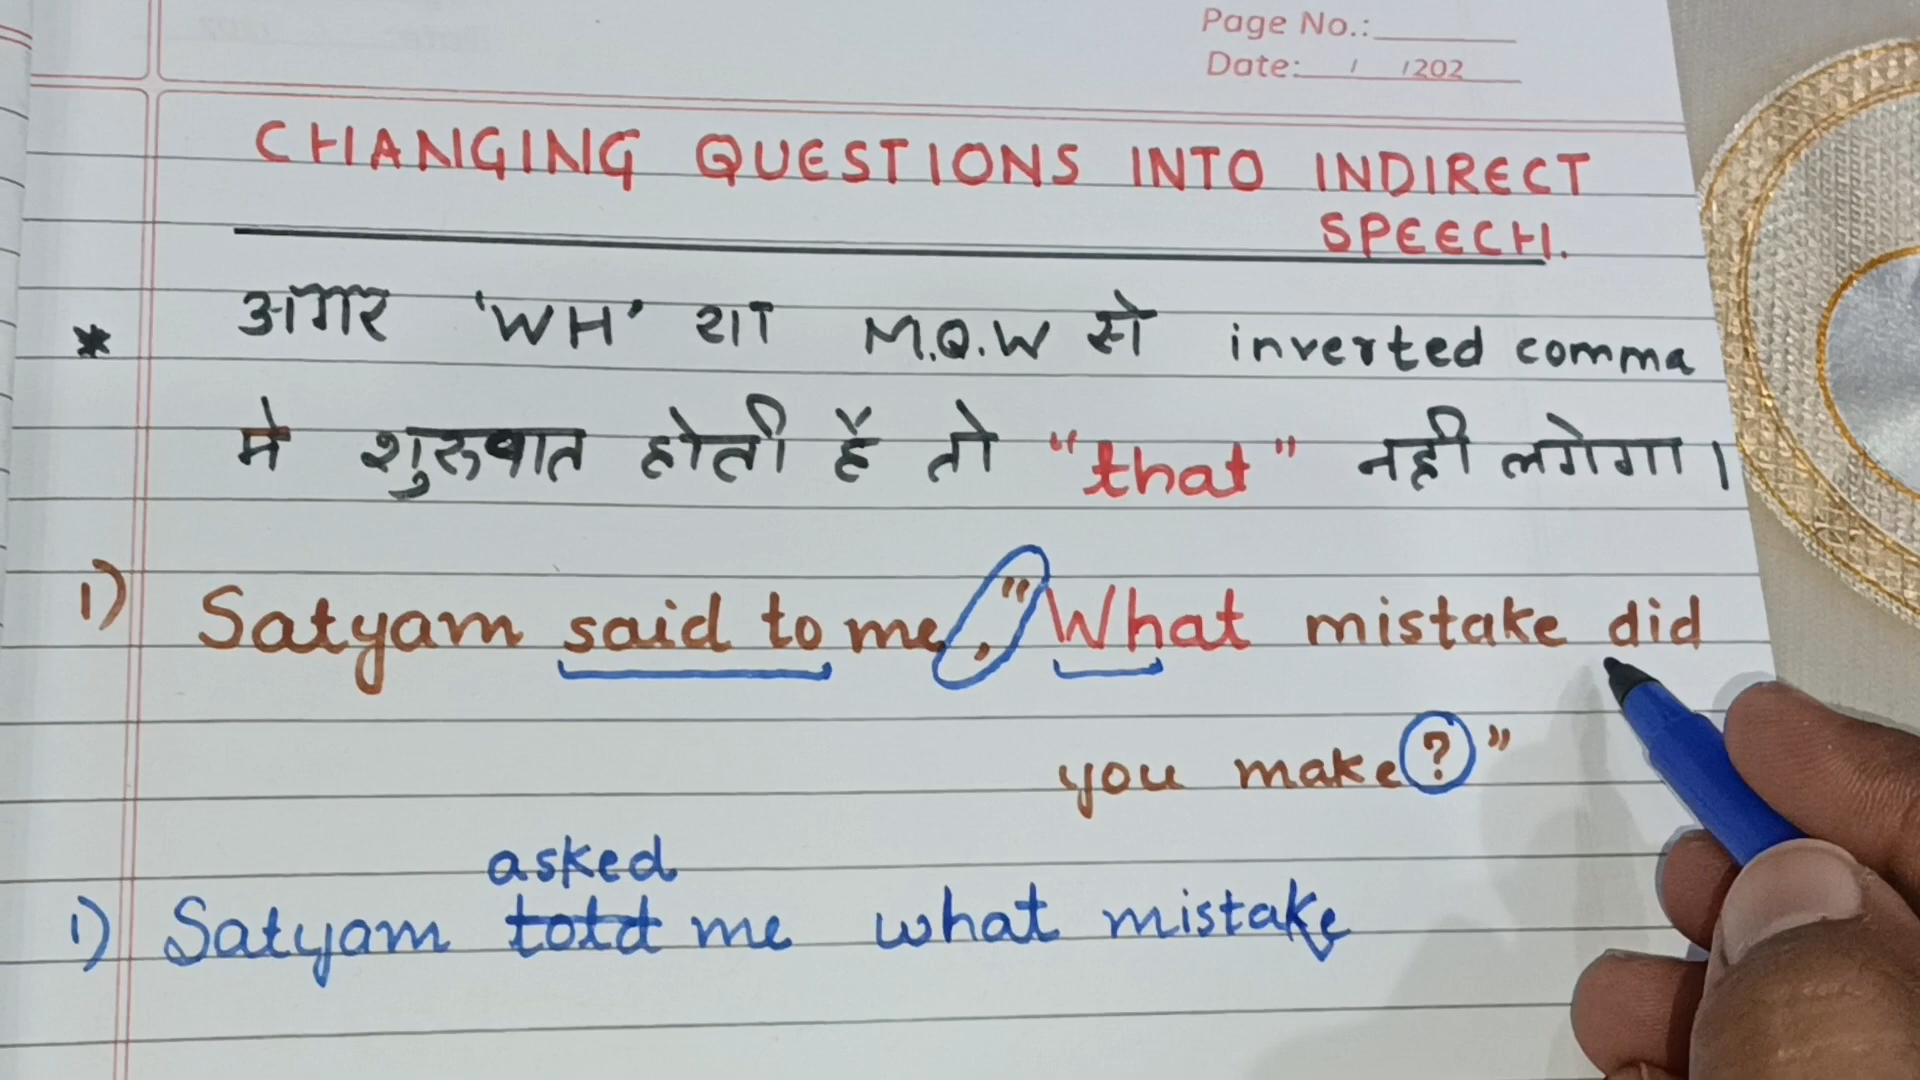 Page No.:
Date: / /202
CHANGING QUESTIONS INTO INDIRECT
SPEECH.
* अगर 'WH' या M.Q.W से inverted comma
मे शुरुवात होती हैं तो "that" नही लगेगा।
1) Satyam said to me, "What mistake did
you make?"
asked
1) Satyam told me what mistake